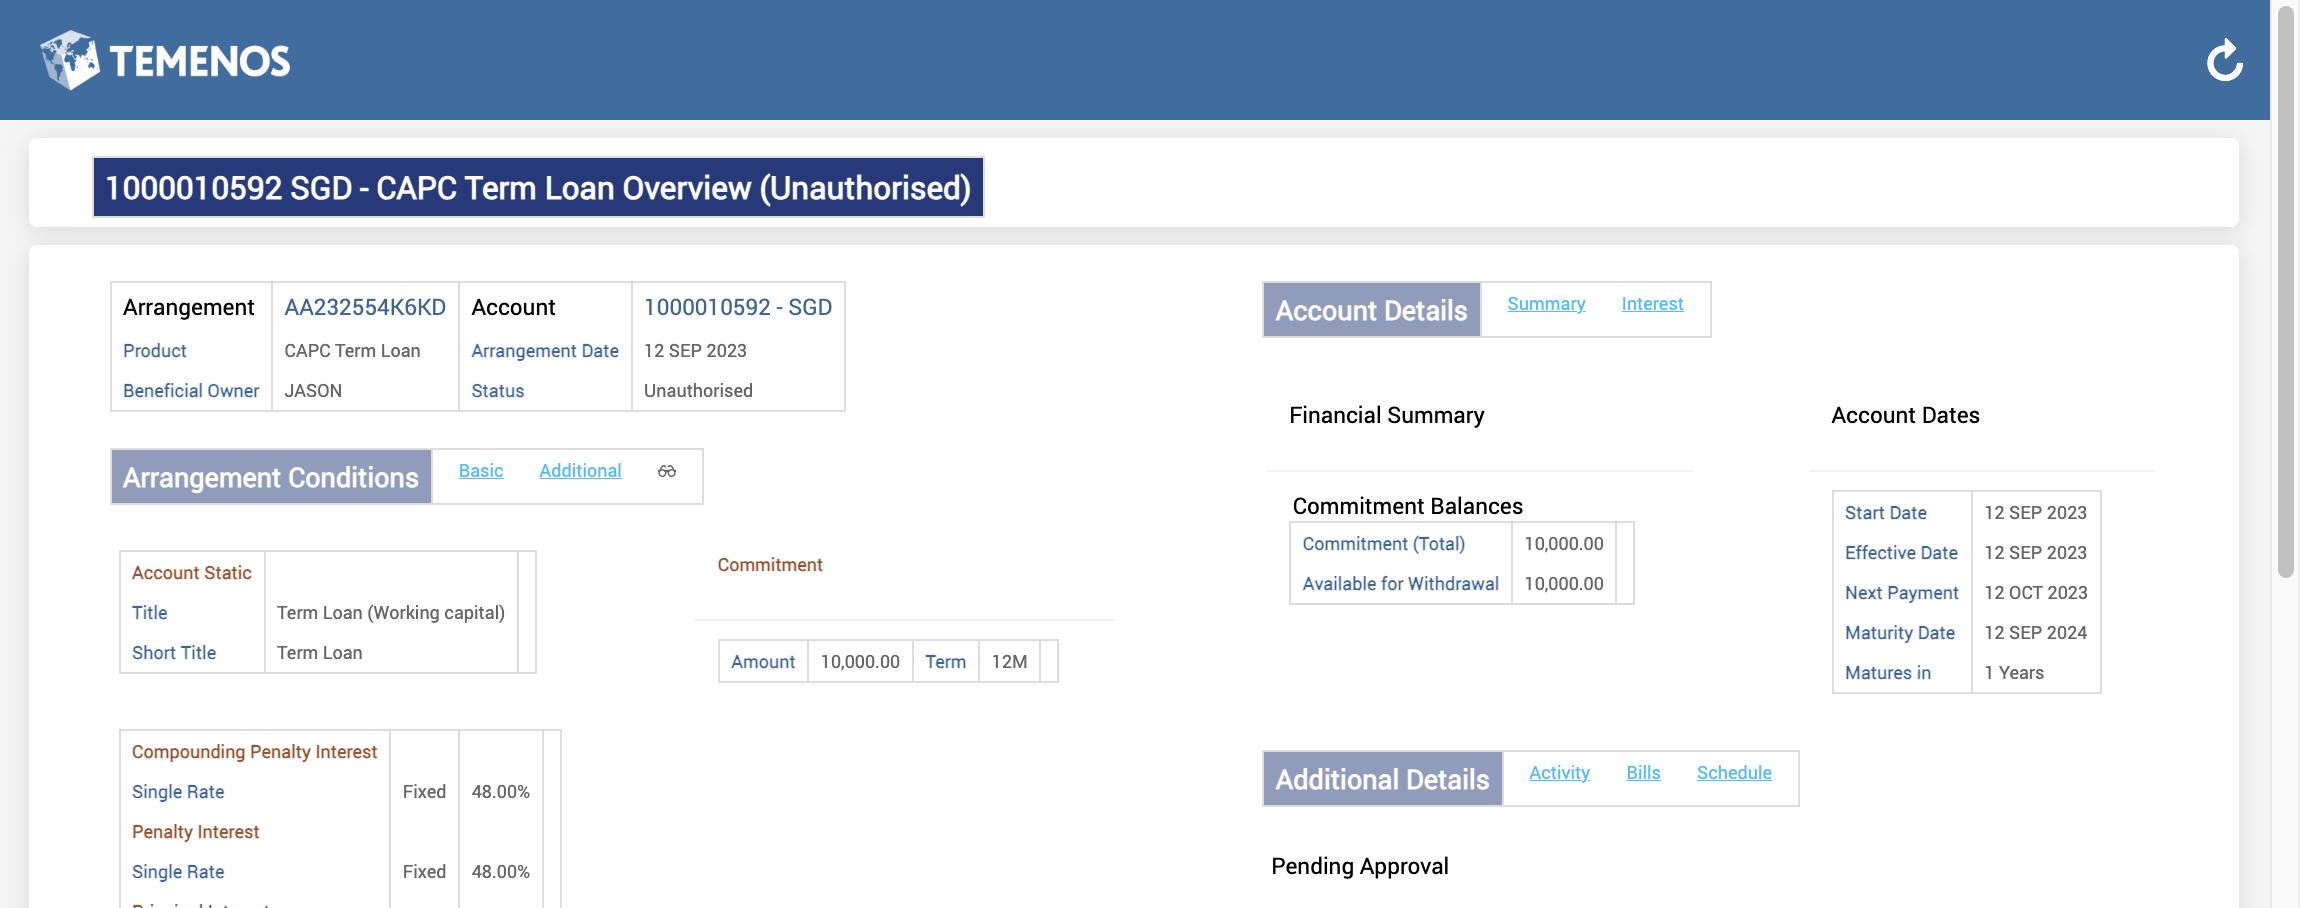 TEMENOS
1000010592 SGD - CAPC Term Loan Overview (Unauthorised)
Arrangement AA232554K6KD Account 1000010592 - SGD
Product CAPC Term Loan Arrangement Date 12 SEP 2023
Beneficial Owner JASON Status Unauthorised
Arrangement Conditions Basic Additional
Account Static
Title Term Loan (Working capital)
Short Title Term Loan
Commitment
Amount 10,000.00 Term 12M
Compounding Penalty Interest
Single Rate Fixed 48.00%
Penalty Interest
Single Rate Fixed 48.00%
Account Details Summary Interest
Financial Summary
Commitment Balances
Commitment (Total) 10,000.00
Available for Withdrawal 10,000.00
Account Dates
Start Date 12 SEP 2023
Effective Date 12 SEP 2023
Next Payment 12 OCT 2023
Maturity Date 12 SEP 2024
Matures in 1 Years
Additional Details Activity Bills Schedule
Pending Approval